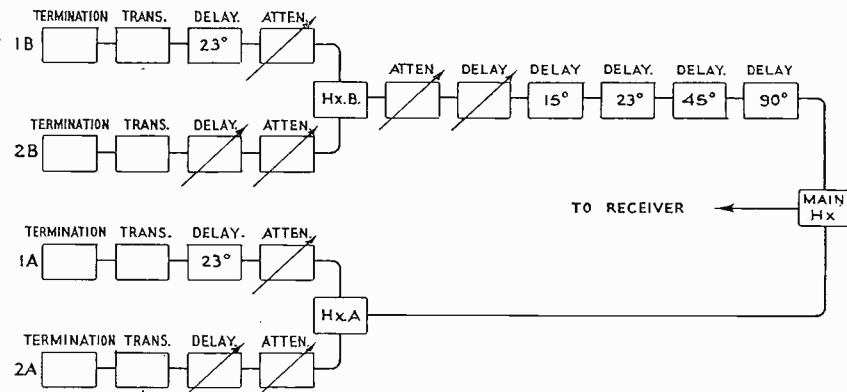 TERMINATION TRANS. DELAY. ATTEN.
1B 23°
Hx.B.
ATTEN DELAY DELAY DELAY. DELAY. DELAY
15° 23° 45° 90°
TERMINATION TRANS. DELAY. ATTEN.
2B
TO RECEIVER
MAIN Hx
TERMINATION TRANS. DELAY. ATTEN.
1A 23°
Hx.A
TERMINATION TRANS. DELAY. ATTEN.
2A